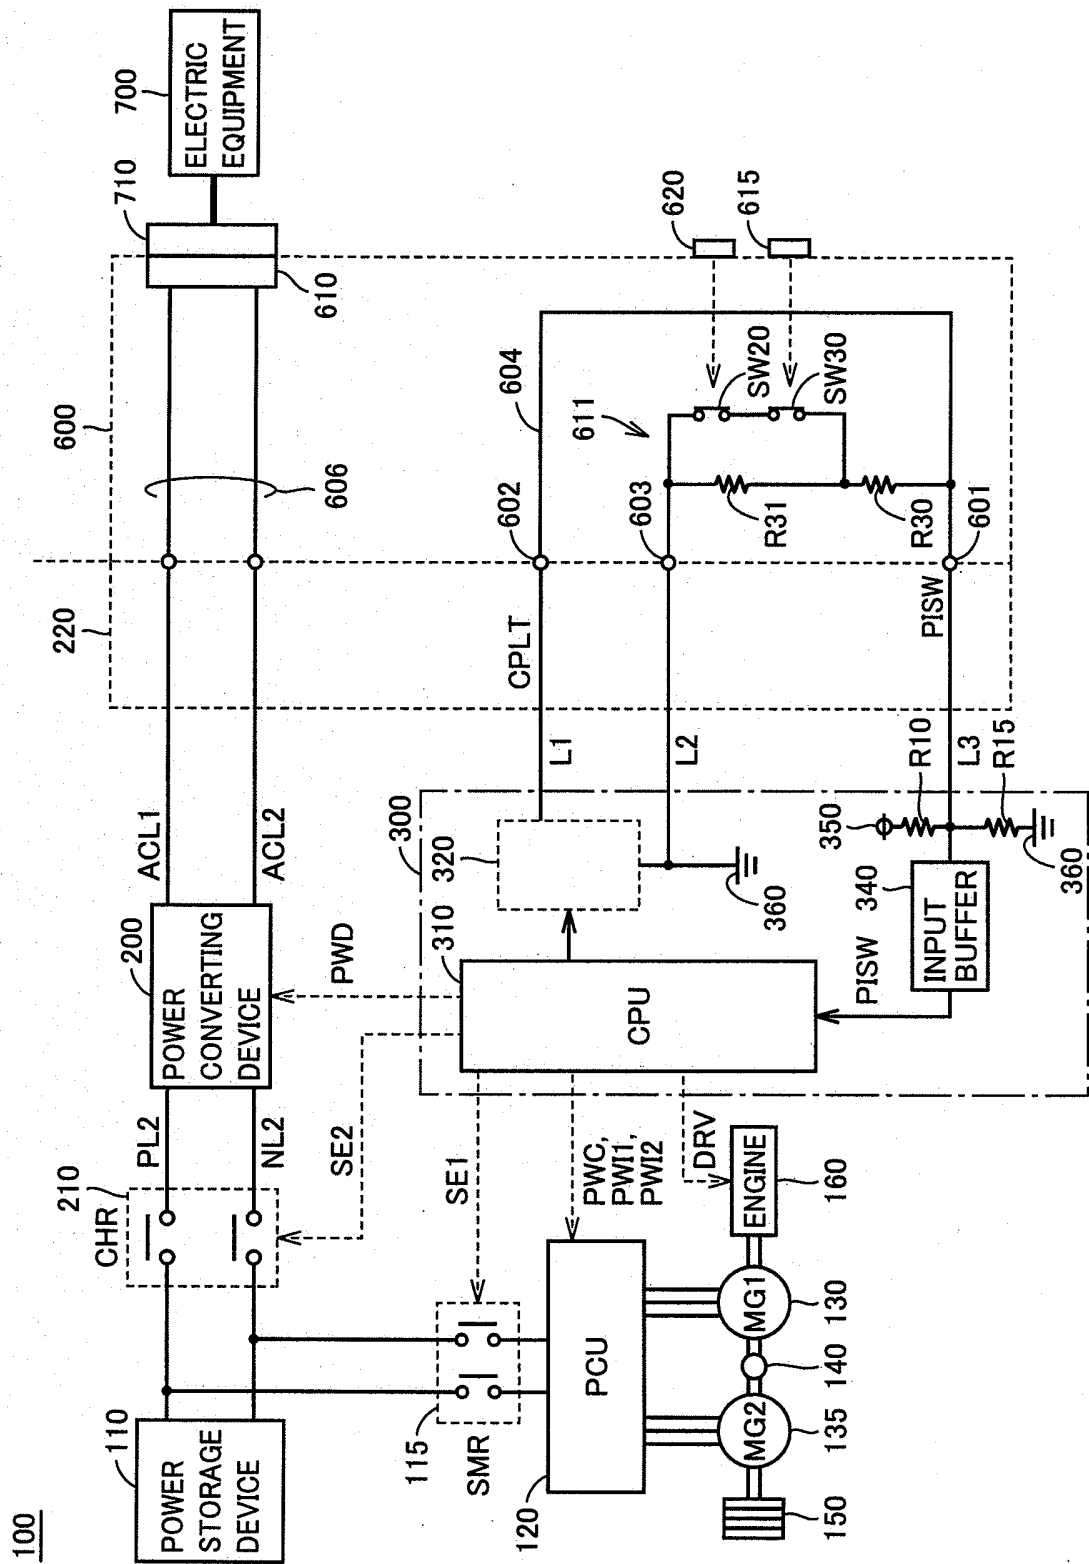 100
110
POWER
STORAGE
DEVICE
CHR
210
PL2
NL2
200
POWER
CONVERTING
DEVICE
ACL1
ACL2
220
600
606
610
710
700
ELECTRIC
EQUIPMENT
115
SMR
SE1
SE2
PWD
300
310
CPU
320
360
L1
L2
CPLT
602
603
604
611
R31
R30
SW20
SW30
620
615
601
PISW
L3
R10
R15
350
360
340
INPUT
BUFFER
PISW
120
PCU
PWC,
PWI1,
PWI2
DRV
ENGINE
160
MG1
130
140
MG2
135
150